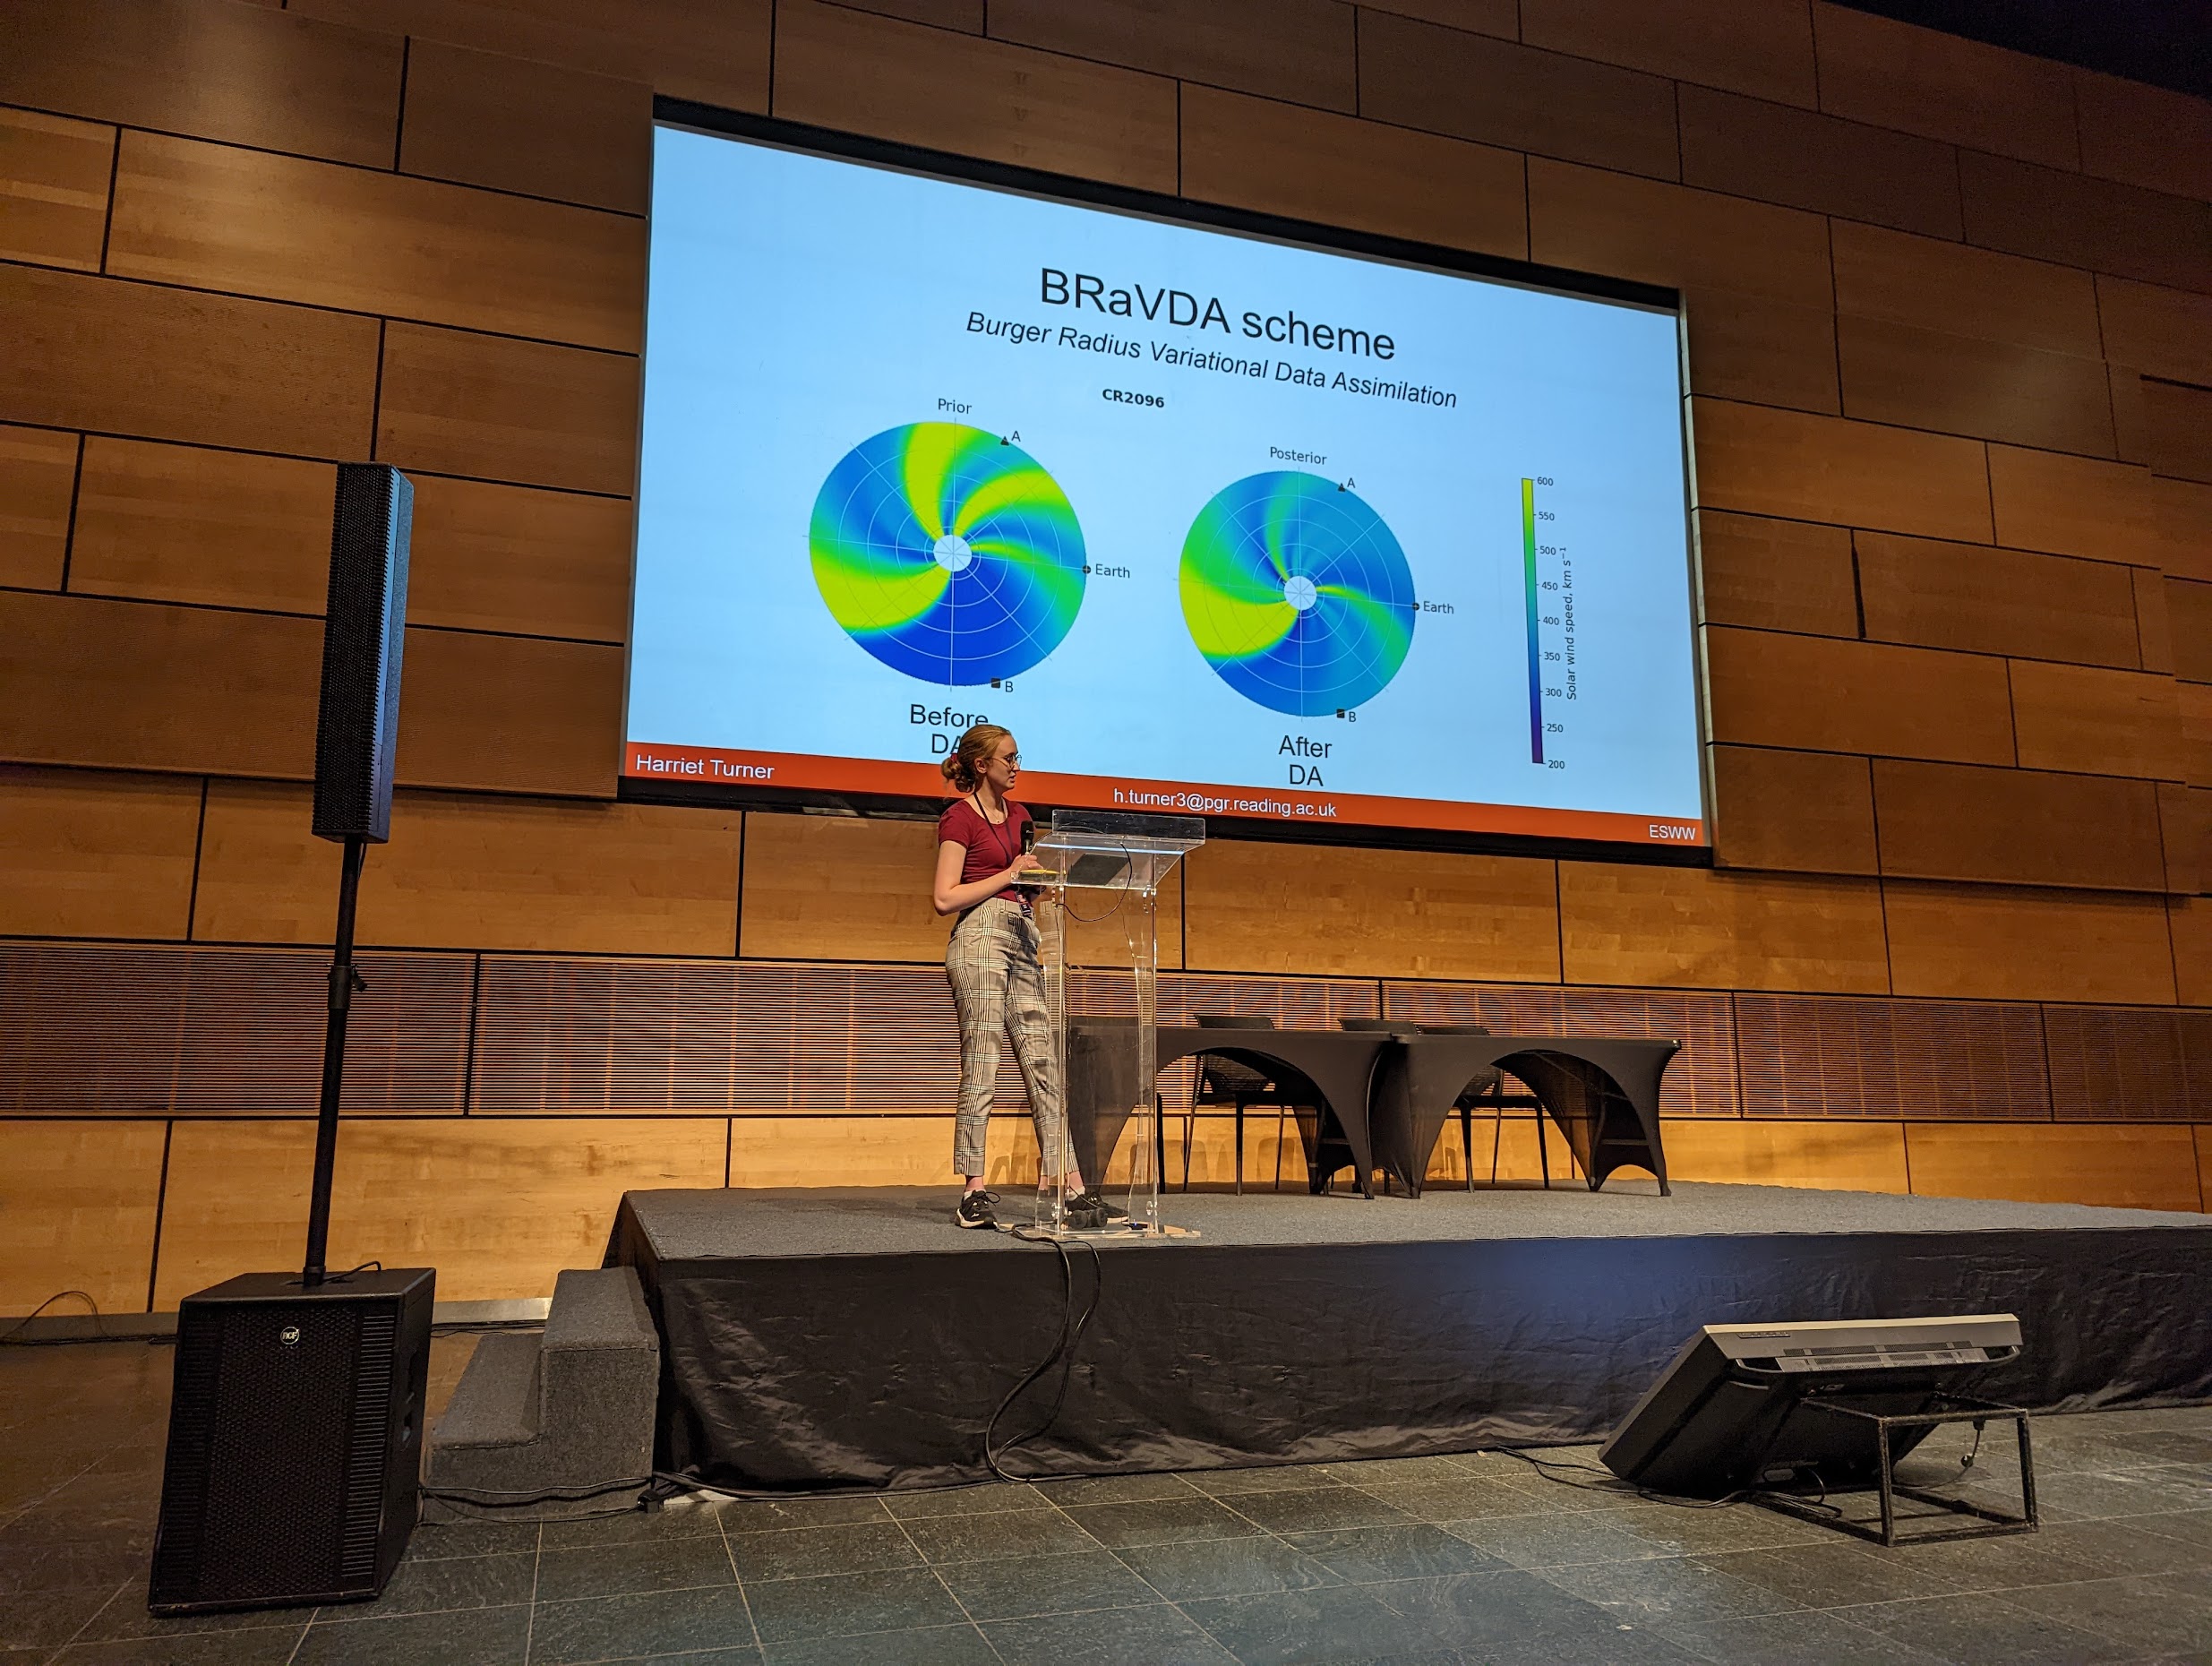 BRaVDA scheme
Burger Radius Variational Data Assimilation
CR2096
Prior
A
Earth
B
Before
DA
Posterior
A
Earth
B
After
DA
600
550
500
450
400
350
300
250
200
Solar wind speed, km s⁻¹
Harriet Turner
h.turner3@pgr.reading.ac.uk
ESWW
RCF